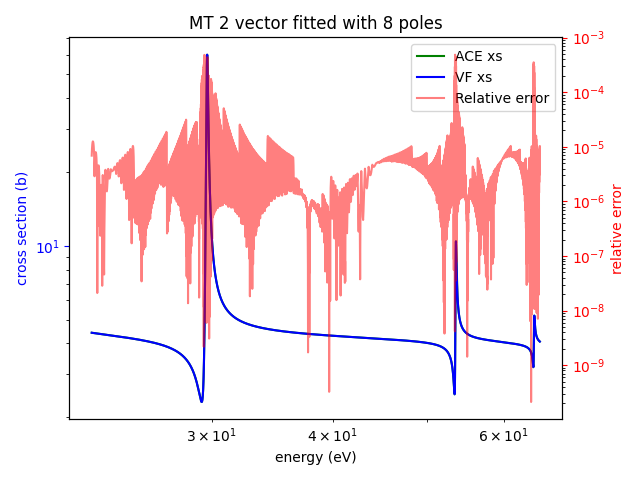 MT 2 vector fitted with 8 poles
ACE xs
VF xs
Relative error
cross section (b)
10¹
10⁻³
10⁻⁴
10⁻⁵
10⁻⁶
10⁻⁷
10⁻⁸
10⁻⁹
relative error
3 × 10¹
4 × 10¹
6 × 10¹
energy (eV)